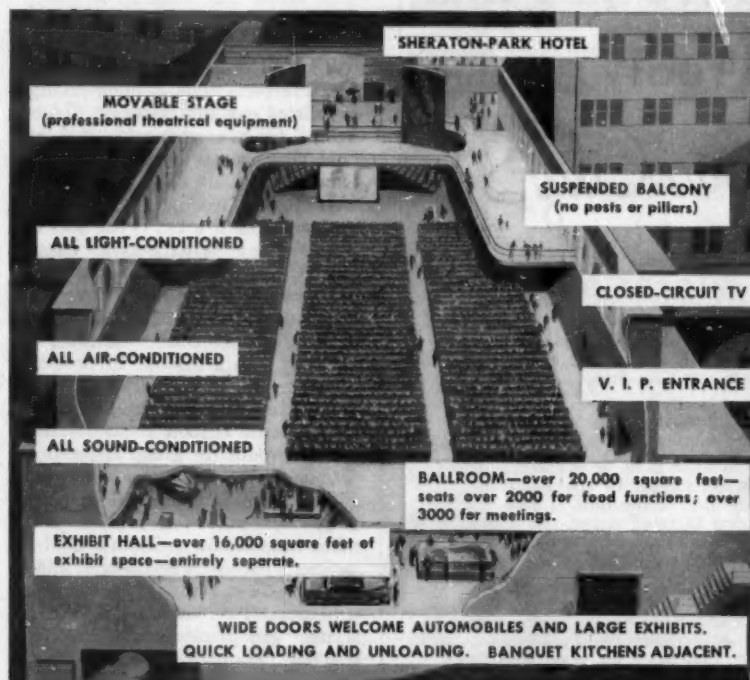 SHERATON-PARK HOTEL
MOVABLE STAGE
(professional theatrical equipment)
SUSPENDED BALCONY
(no posts or pillars)
ALL LIGHT-CONDITIONED
CLOSED-CIRCUIT TV
ALL AIR-CONDITIONED
V. I. P. ENTRANCE
ALL SOUND-CONDITIONED
BALLROOM—over 20,000 square feet—
seats over 2000 for food functions; over
3000 for meetings.
EXHIBIT HALL—over 16,000 square feet of
exhibit space—entirely separate.
WIDE DOORS WELCOME AUTOMOBILES AND LARGE EXHIBITS.
QUICK LOADING AND UNLOADING. BANQUET KITCHENS ADJACENT.